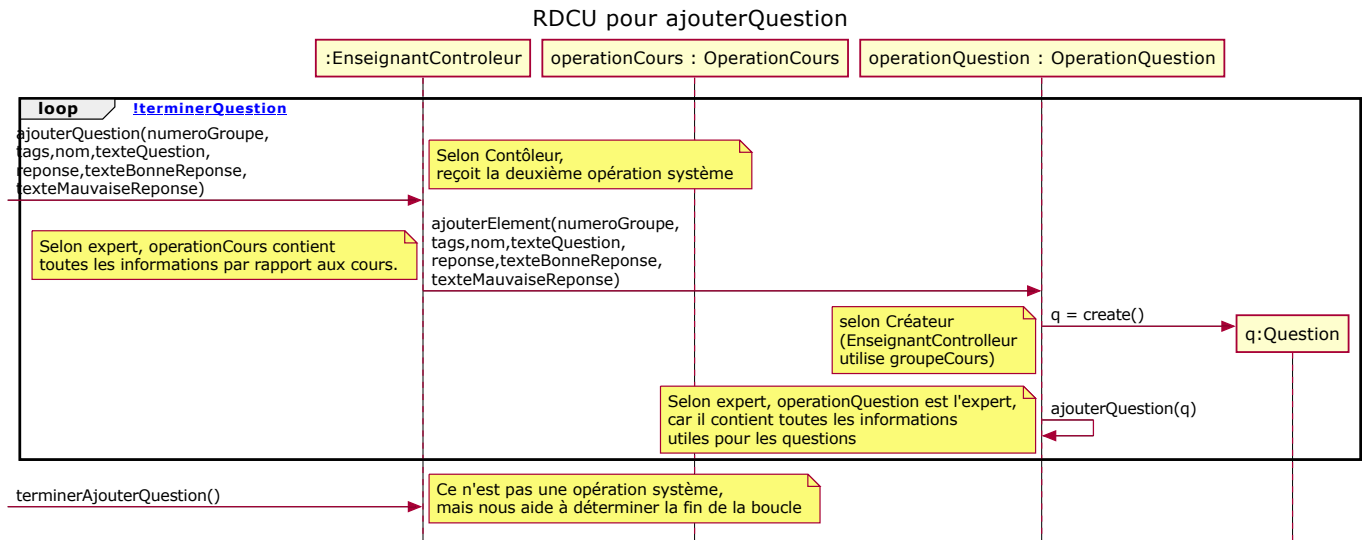 RDCU pour ajouterQuestion
:EnseignantControleur
operationCours : OperationCours
operationQuestion : OperationQuestion
loop
!terminerQuestion
ajouterQuestion(numeroGroupe,
tags,nom,texteQuestion,
reponse,texteBonneReponse,
texteMauvaiseReponse)
Selon Contôleur,
reçoit la deuxième opération système
ajouterElement(numeroGroupe,
tags,nom,texteQuestion,
reponse,texteBonneReponse,
texteMauvaiseReponse)
Selon expert, operationCours contient
toutes les informations par rapport aux cours.
selon Créateur
(EnseignantControlleur
utilise groupeCours)
q = create()
q:Question
Selon expert, operationQuestion est l'expert,
car il contient toutes les informations
utiles pour les questions
ajouterQuestion(q)
terminerAjouterQuestion()
Ce n'est pas une opération système,
mais nous aide à déterminer la fin de la boucle